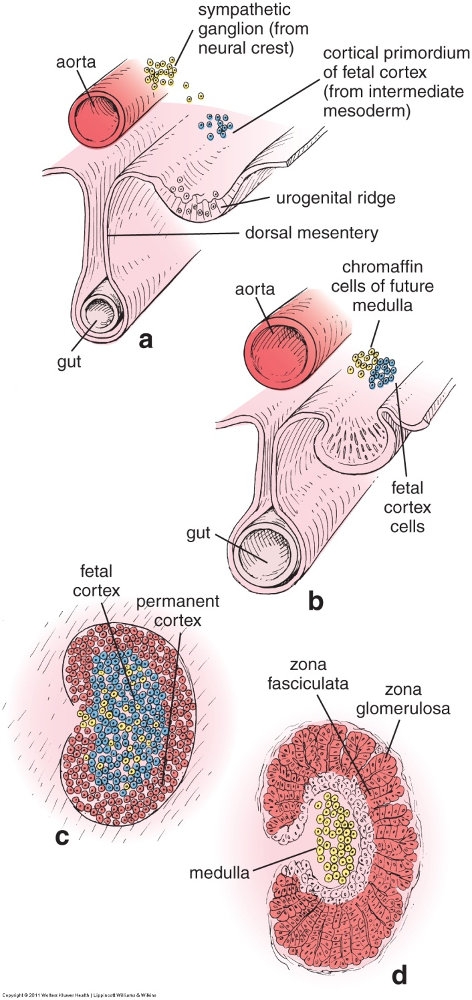 sympathetic
ganglion (from
neural crest)
aorta
cortical primordium
of fetal cortex
(from intermediate
mesoderm)
urogenital ridge
dorsal mesentery
gut
a
chromaffin
cells of future
medulla
aorta
fetal
cortex
cells
gut
b
fetal
cortex
permanent
cortex
c
zona
fasciculata
zona
glomerulosa
medulla
d
Copyright © 2011 Wolters Kluwer Health | Lippincott Williams & Wilkins